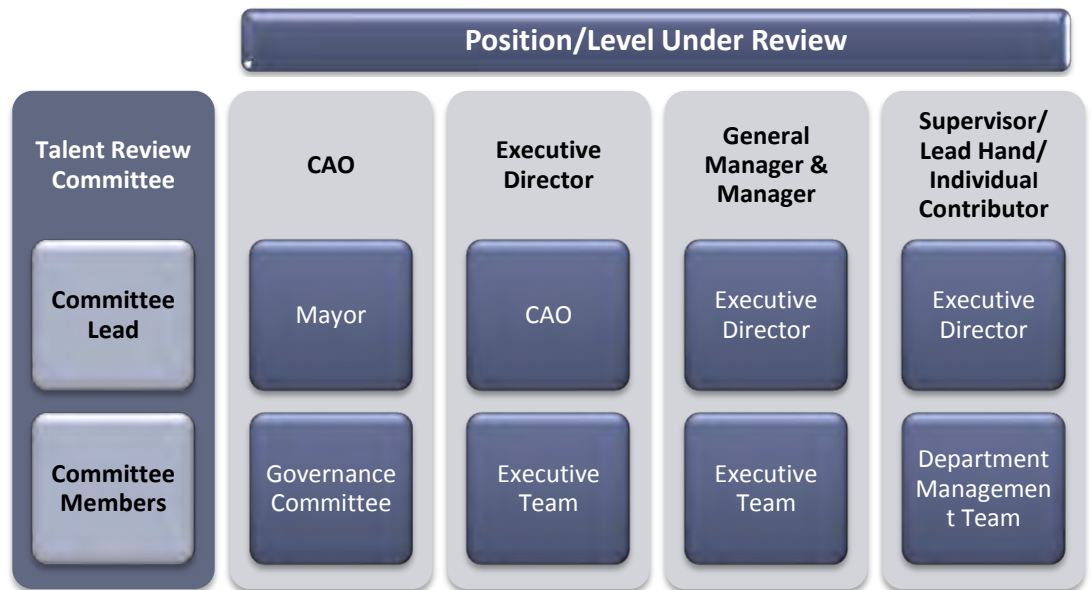 Position/Level Under Review
Talent Review
Committee
CAO
Executive
Director
General
Manager &
Manager
Supervisor/
Lead Hand/
Individual
Contributor
Committee
Lead
Mayor
CAO
Executive
Director
Executive
Director
Committee
Members
Governance
Committee
Executive
Team
Executive
Team
Department
Managemen
t Team